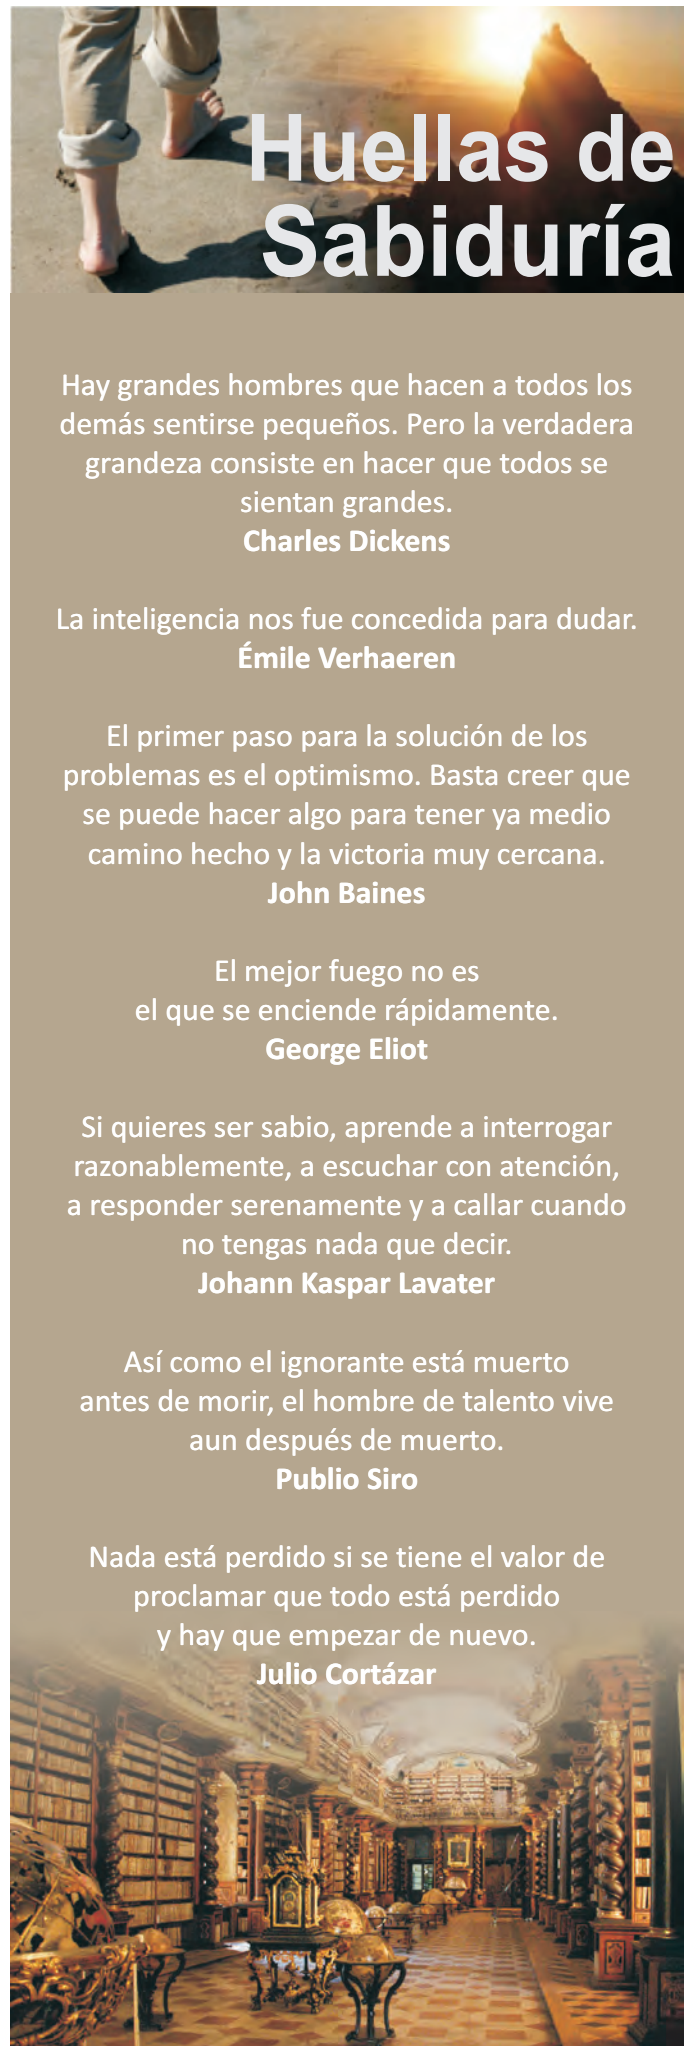 Huellas de
Sabiduría
Hay grandes hombres que hacen a todos los
demás sentirse pequeños. Pero la verdadera
grandeza consiste en hacer que todos se
sientan grandes.
Charles Dickens
La inteligencia nos fue concedida para dudar.
Émile Verhaeren
El primer paso para la solución de los
problemas es el optimismo. Basta creer que
se puede hacer algo para tener ya medio
camino hecho y la victoria muy cercana.
John Baines
El mejor fuego no es
el que se enciende rápidamente.
George Eliot
Si quieres ser sabio, aprende a interrogar
razonablemente, a escuchar con atención,
a responder serenamente y a callar cuando
no tengas nada que decir.
Johann Kaspar Lavater
Así como el ignorante está muerto
antes de morir, el hombre de talento vive
aun después de muerto.
Publio Siro
Nada está perdido si se tiene el valor de
proclamar que todo está perdido
y hay que empezar de nuevo.
Julio Cortázar